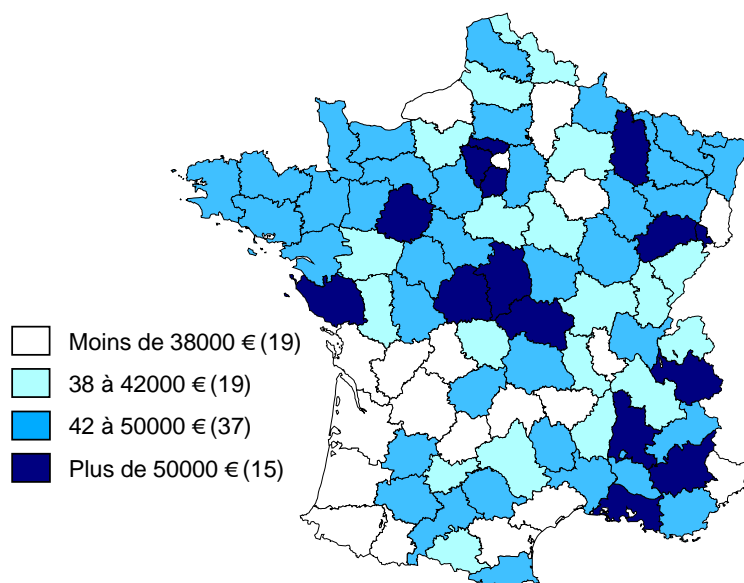 Moins de 38000 € (19)
38 à 42000 € (19)
42 à 50000 € (37)
Plus de 50000 € (15)